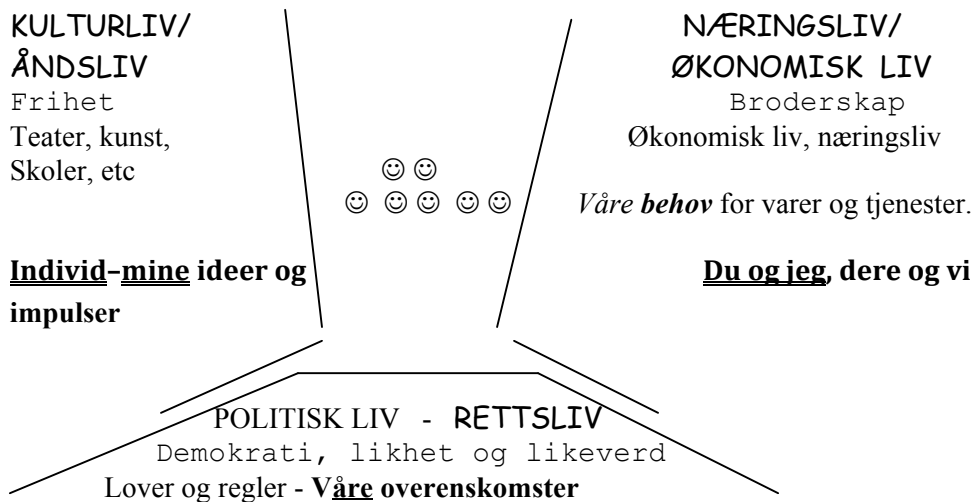 KULTURLIV/
ÅNDSLIV
Frihet
Teater, kunst,
Skoler, etc
Individ–mine ideer og
impulser
NÆRINGSLIV/
ØKONOMISK LIV
Broderskap
Økonomisk liv, næringsliv
Våre behov for varer og tjenester.
Du og jeg, dere og vi
POLITISK LIV - RETTSLIV
Demokrati, likhet og likeverd
Lover og regler - Våre overenskomster